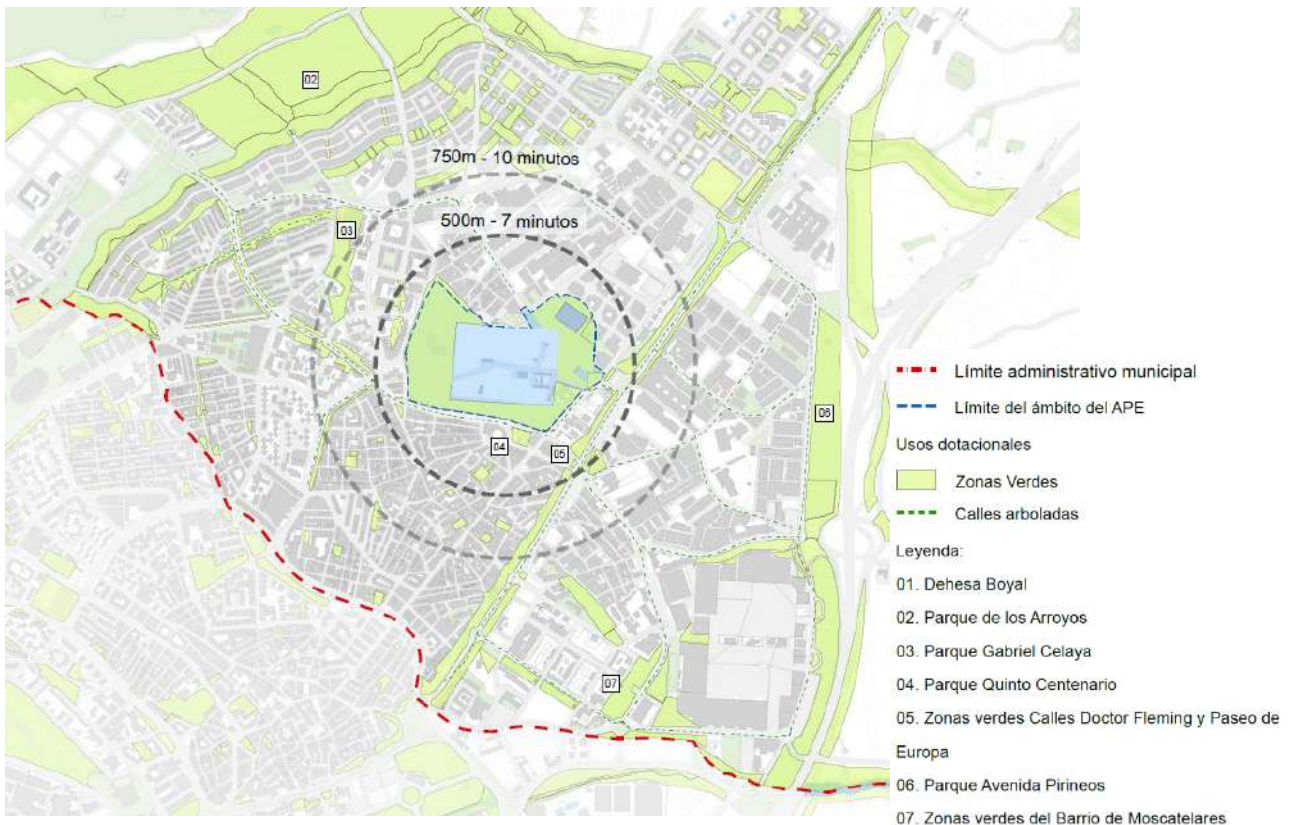 02
750m - 10 minutos
500m - 7 minutos
03
06
04
05
07
Límite administrativo municipal
Límite del ámbito del APE
Usos dotacionales
Zonas Verdes
Calles arboladas
Leyenda:
01. Dehesa Boyal
02. Parque de los Arroyos
03. Parque Gabriel Celaya
04. Parque Quinto Centenario
05. Zonas verdes Calles Doctor Fleming y Paseo de
Europa
06. Parque Avenida Pirineos
07. Zonas verdes del Barrio de Moscatelares